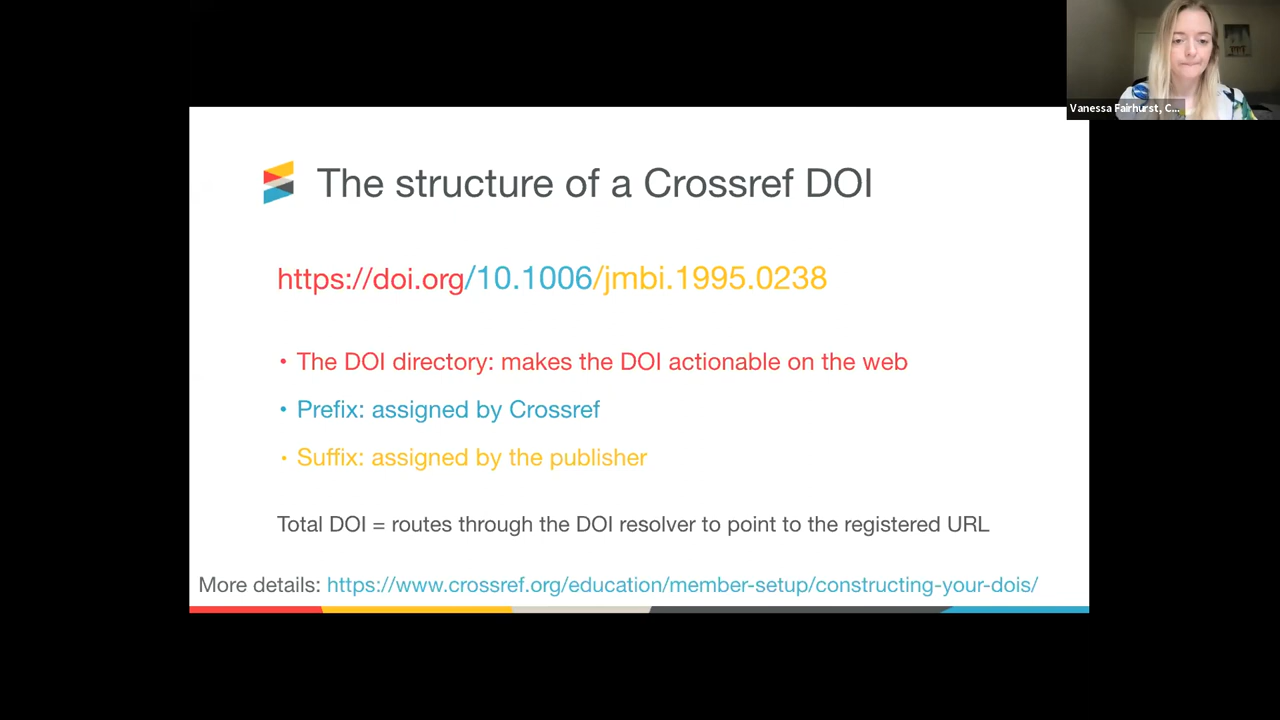 Vanessa Fairhurst, C...
The structure of a Crossref DOI
https://doi.org/10.1006/jmbi.1995.0238
• The DOI directory: makes the DOI actionable on the web
• Prefix: assigned by Crossref
• Suffix: assigned by the publisher
Total DOI = routes through the DOI resolver to point to the registered URL
More details: https://www.crossref.org/education/member-setup/constructing-your-dois/